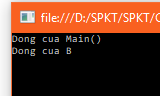 file:///D:/SPKT/SPKT/C
Dong cua Main()
Dong cua B